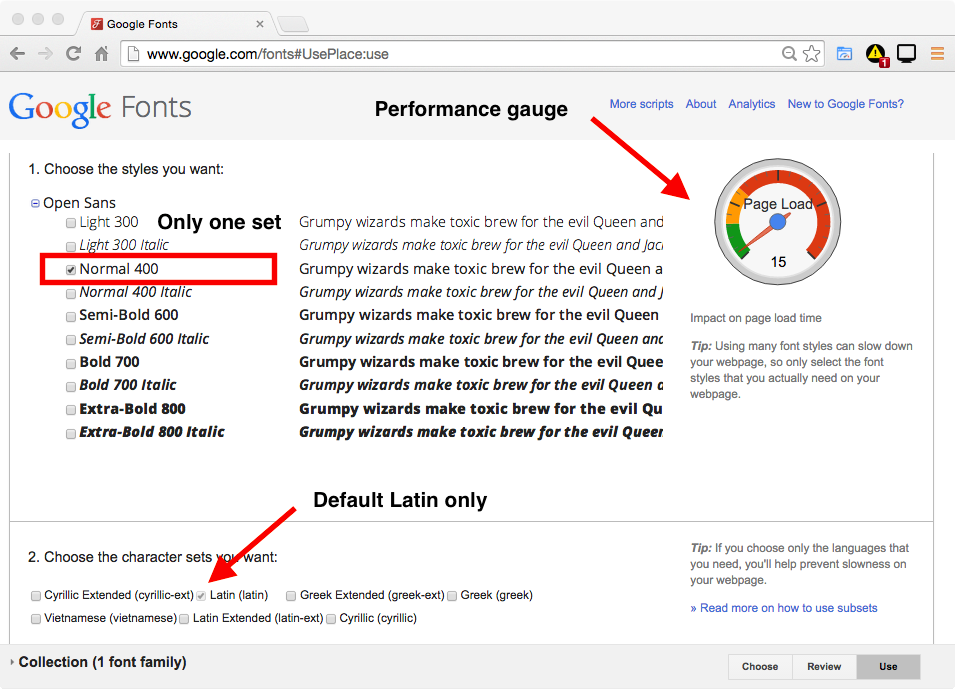 Google Fonts
www.google.com/fonts#UsePlace:use
1
Google Fonts
Performance gauge
More scripts About Analytics New to Google Fonts?
1. Choose the styles you want:
Open Sans
Light 300 Only one set Grumpy wizards make toxic brew for the evil Queen and
Light 300 Italic Grumpy wizards make toxic brew for the evil Queen and Jac
Normal 400 Grumpy wizards make toxic brew for the evil Queen a
Normal 400 Italic Grumpy wizards make toxic brew for the evil Queen and J
Semi-Bold 600 Grumpy wizards make toxic brew for the evil Queen
Semi-Bold 600 Italic Grumpy wizards make toxic brew for the evil Queen and
Bold 700 Grumpy wizards make toxic brew for the evil Quee
Bold 700 Italic Grumpy wizards make toxic brew for the evil Queen a
Extra-Bold 800 Grumpy wizards make toxic brew for the evil Qu
Extra-Bold 800 Italic Grumpy wizards make toxic brew for the evil Queen
Page Load
15
Impact on page load time
Tip: Using many font styles can slow down
your webpage, so only select the font
styles that you actually need on your
webpage.
Default Latin only
2. Choose the character sets you want:
Cyrillic Extended (cyrillic-ext) Latin (latin) Greek Extended (greek-ext) Greek (greek)
Vietnamese (vietnamese) Latin Extended (latin-ext) Cyrillic (cyrillic)
Tip: If you choose only the languages that
you need, you'll help prevent slowness on
your webpage.
» Read more on how to use subsets
Collection (1 font family)
Choose Review Use